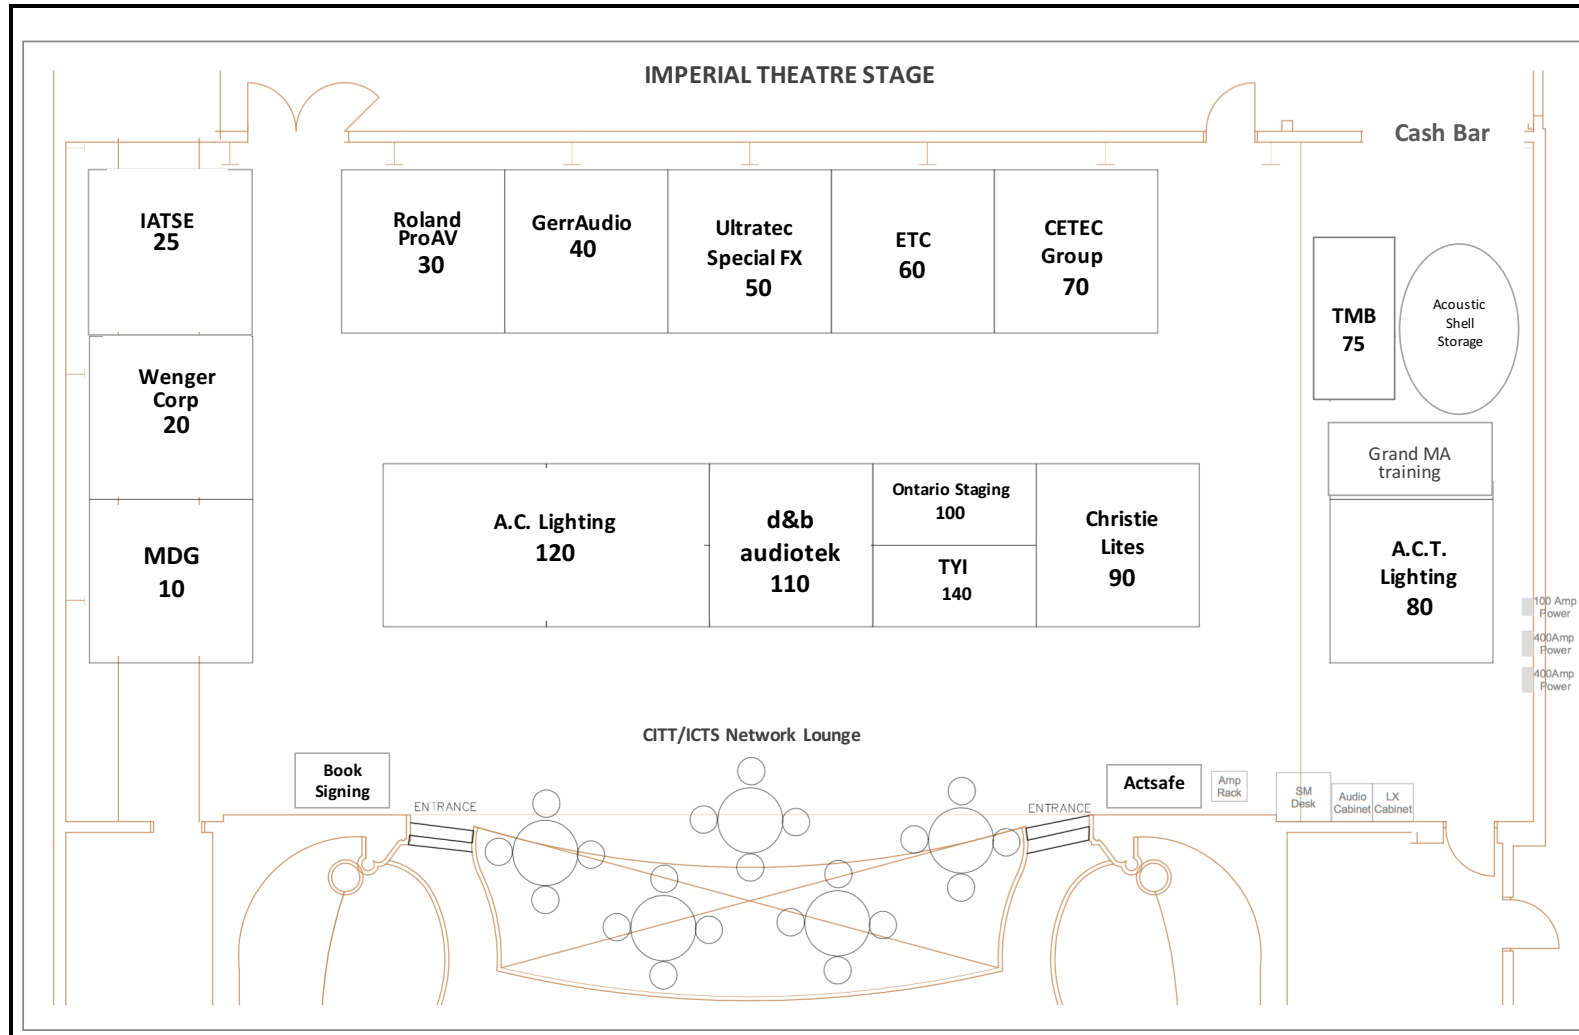 IMPERIAL THEATRE STAGE
Cash Bar
IATSE
25
Roland
ProAV
30
GerrAudio
40
Ultratec
Special FX
50
ETC
60
CETEC
Group
70
TMB
75
Acoustic
Shell
Storage
Wenger
Corp
20
Grand MA
training
MDG
10
A.C. Lighting
120
d&b
audiotek
110
Ontario Staging
100
TYI
140
Christie
Lites
90
A.C.T.
Lighting
80
100 Amp
Power
400Amp
Power
400Amp
Power
CITT/ICTS Network Lounge
Book
Signing
ENTRANCE
ENTRANCE
Actsafe
Amp
Rack
SM
Desk
Audio
Cabinet
LX
Cabinet